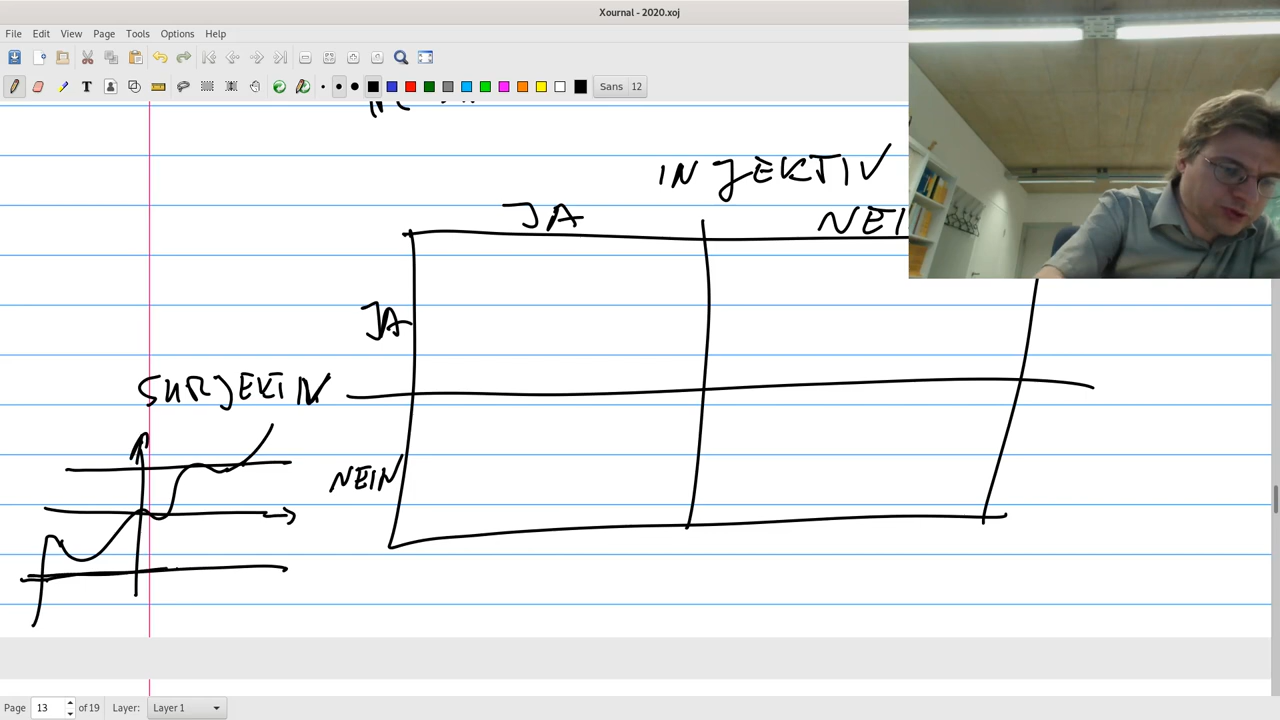 Xournal - 2020.xoj
File Edit View Page Tools Options Help
Sans 12
INJEKTIV
JA NEI
JA
SURJEKTIV
NEIN
Page 13 of 19 Layer: Layer 1